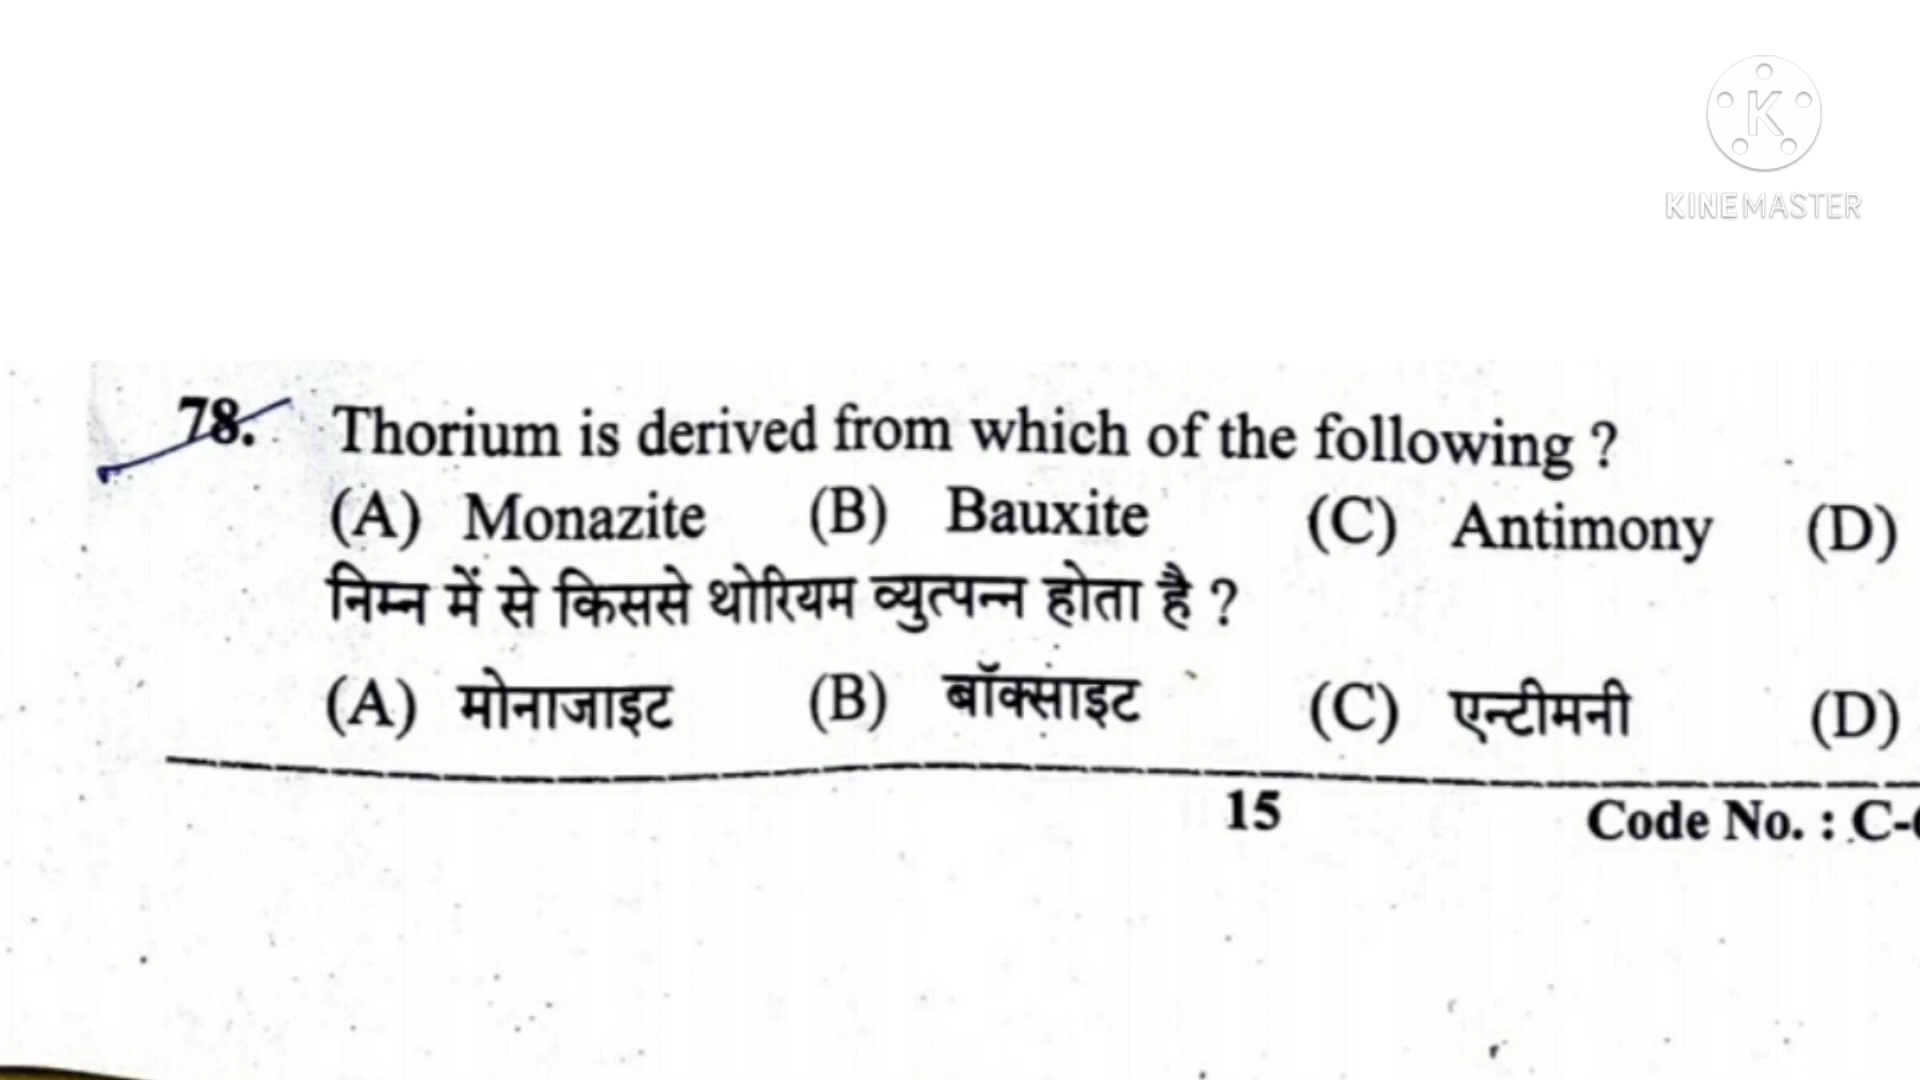 K
KINEMASTER
78. Thorium is derived from which of the following ?
(A) Monazite (B) Bauxite (C) Antimony (D)
निम्न में से किससे थोरियम व्युत्पन्न होता है ?
(A) मोनाजाइट (B) बॉक्साइट (C) एन्टीमनी (D)
15 Code No. : C-